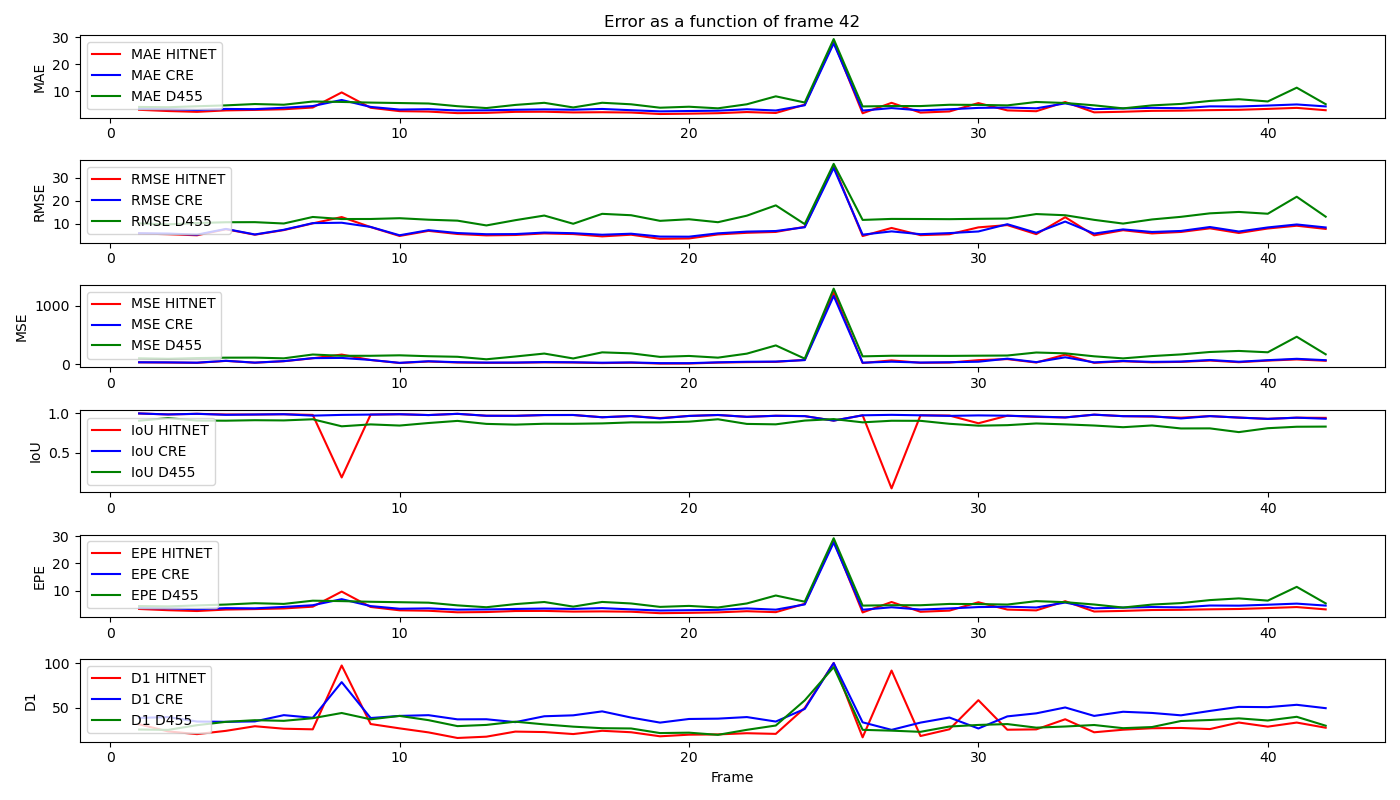 Error as a function of frame 42
MAE
30
20
10
MAE HITNET
MAE CRE
MAE D455
0 10 20 30 40
RMSE
30
20
10
RMSE HITNET
RMSE CRE
RMSE D455
0 10 20 30 40
MSE
1000
0
MSE HITNET
MSE CRE
MSE D455
0 10 20 30 40
IoU
1.0
0.5
IoU HITNET
IoU CRE
IoU D455
0 10 20 30 40
EPE
30
20
10
EPE HITNET
EPE CRE
EPE D455
0 10 20 30 40
D1
100
50
D1 HITNET
D1 CRE
D1 D455
0 10 20 30 40
Frame